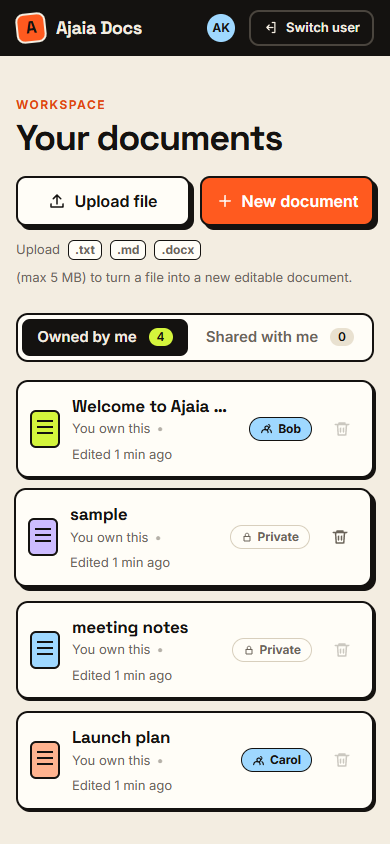 A Ajaia Docs AK Switch user
WORKSPACE
Your documents
Upload file
New document
Upload .txt .md .docx
(max 5 MB) to turn a file into a new editable document.
Owned by me 4 Shared with me 0
Welcome to Ajaia ...
You own this •
Edited 1 min ago
Bob
sample
You own this •
Edited 1 min ago
Private
meeting notes
You own this •
Edited 1 min ago
Private
Launch plan
You own this •
Edited 1 min ago
Carol